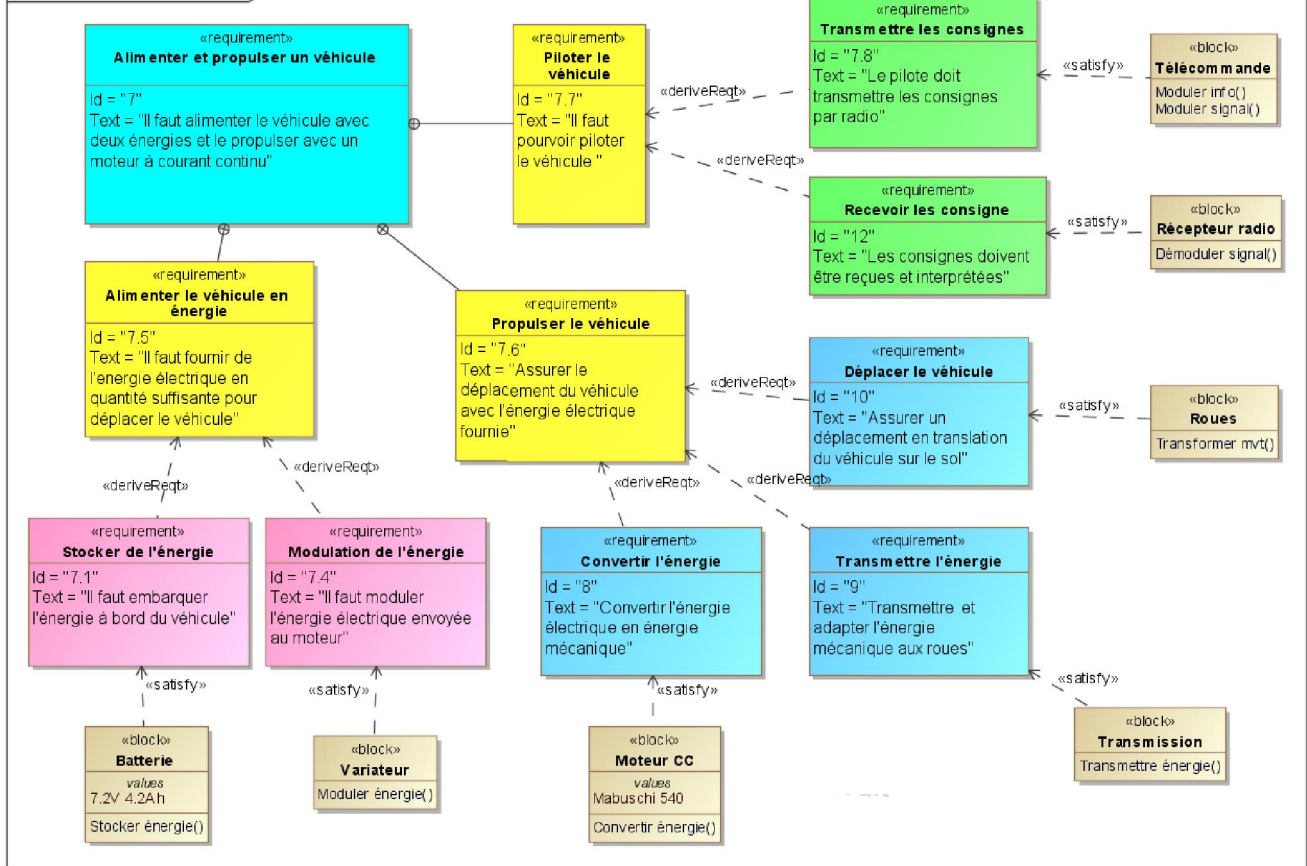 «requirement»
Alimenter et propulser un véhicule
Id = "7"
Text = "Il faut alimenter le véhicule avec
deux énergies et le propulser avec un
moteur à courant continu"
«requirement»
Piloter le
véhicule
Id = "7.7"
Text = "Il faut
pourvoir piloter
le véhicule "
«deriveReqt»
«deriveReqt»
«requirement»
Transmettre les consignes
Id = "7.8"
Text = "Le pilote doit
transmettre les consignes
par radio"
«satisfy»
«block»
Télécommande
Moduler info()
Moduler signal()
«requirement»
Recevoir les consigne
Id = "12"
Text = "Les consignes doivent
être reçues et interprétées"
«satisfy»
«block»
Récepteur radio
Démoduler signal()
«requirement»
Alimenter le véhicule en
énergie
Id = "7.5"
Text = "Il faut fournir de
l'energie électrique en
quantité suffisante pour
déplacer le véhicule"
«requirement»
Propulser le véhicule
Id = "7.6"
Text = "Assurer le
déplacement du véhicule
avec l'énergie électrique
fournie"
«deriveReqt»
«requirement»
Déplacer le véhicule
Id = "10"
Text = "Assurer un
déplacement en translation
du véhicule sur le sol"
«satisfy»
«block»
Roues
Transformer mvt()
«deriveReqt»
«deriveReqt»
«deriveReqt»
«deriveReqt»
«requirement»
Stocker de l'énergie
Id = "7.1"
Text = "Il faut embarquer
l'énergie à bord du véhicule"
«requirement»
Modulation de l'énergie
Id = "7.4"
Text = "Il faut moduler
l'énergie électrique envoyée
au moteur"
«requirement»
Convertir l'énergie
Id = "8"
Text = "Convertir l'énergie
électrique en énergie
mécanique"
«requirement»
Transmettre l'énergie
Id = "9"
Text = "Transmettre et
adapter l'énergie
mécanique aux roues"
«satisfy»
«satisfy»
«satisfy»
«satisfy»
«block»
Batterie
values
7.2V 4.2Ah
Stocker énergie()
«block»
Variateur
Moduler énergie()
«block»
Moteur CC
values
Mabuschi 540
Convertir énergie()
«block»
Transmission
Transmettre énergie()